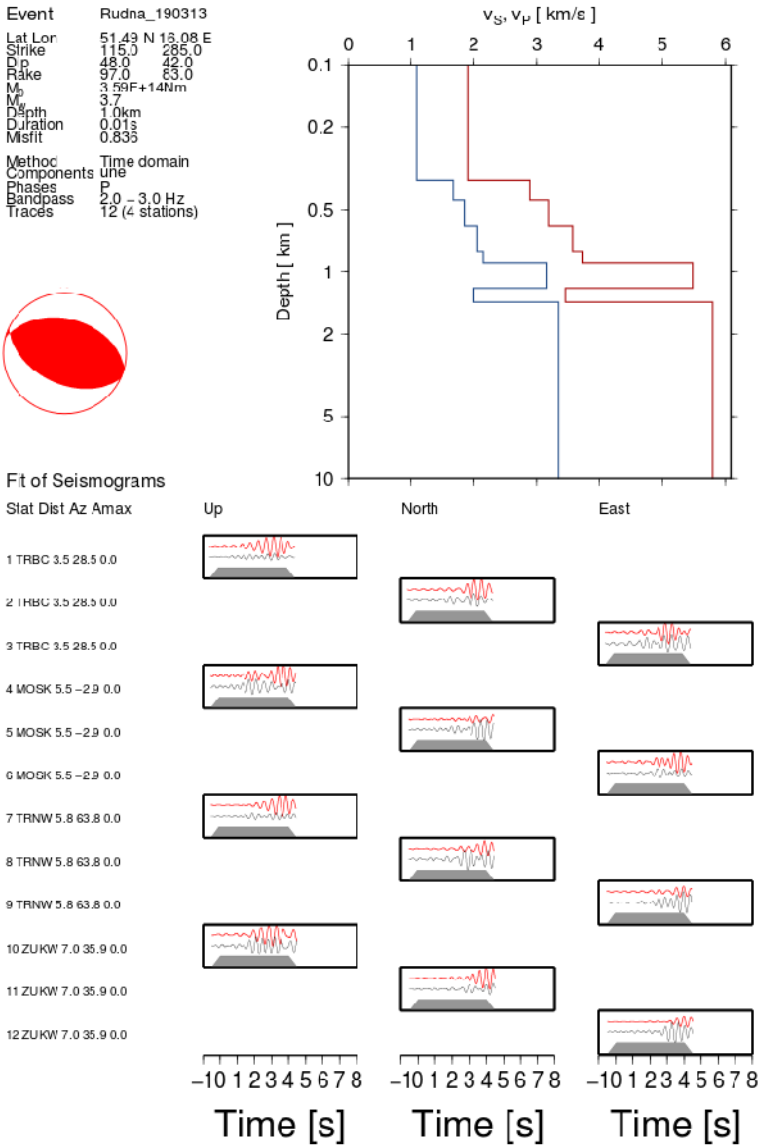 Event Rudna_190313
Lat Lon 51.49 N 16.08 E
Strike 115.0 285.0
Dip 48.0 42.0
Rake 97.0 83.0
M0 3.59E+14Nm
Mw 3.7
Depth 1.0km
Duration 0.01s
Misfit 0.836
Method Time domain
Components une
Phases P
Bandpass 2.0 – 3.0 Hz
Traces 12 (4 stations)
vS, vP [ km/s ]
0 1 2 3 4 5 6
0.1
0.2
0.5
1
2
5
10
Depth [ km ]
Fit of Seismograms
Stat Dist Az Amax Up North East
1 TRBC 3.5 28.5 0.0
2 TRBC 3.5 28.5 0.0
3 TRBC 3.5 28.5 0.0
4 MOSK 5.5 –2.9 0.0
5 MOSK 5.5 –2.9 0.0
6 MOSK 5.5 –2.9 0.0
7 TRNW 5.8 63.8 0.0
8 TRNW 5.8 63.8 0.0
9 TRNW 5.8 63.8 0.0
10 ZUKW 7.0 35.9 0.0
11 ZUKW 7.0 35.9 0.0
12 ZUKW 7.0 35.9 0.0
–1 0 1 2 3 4 5 6 7 8 –1 0 1 2 3 4 5 6 7 8 –1 0 1 2 3 4 5 6 7 8
Time [s] Time [s] Time [s]